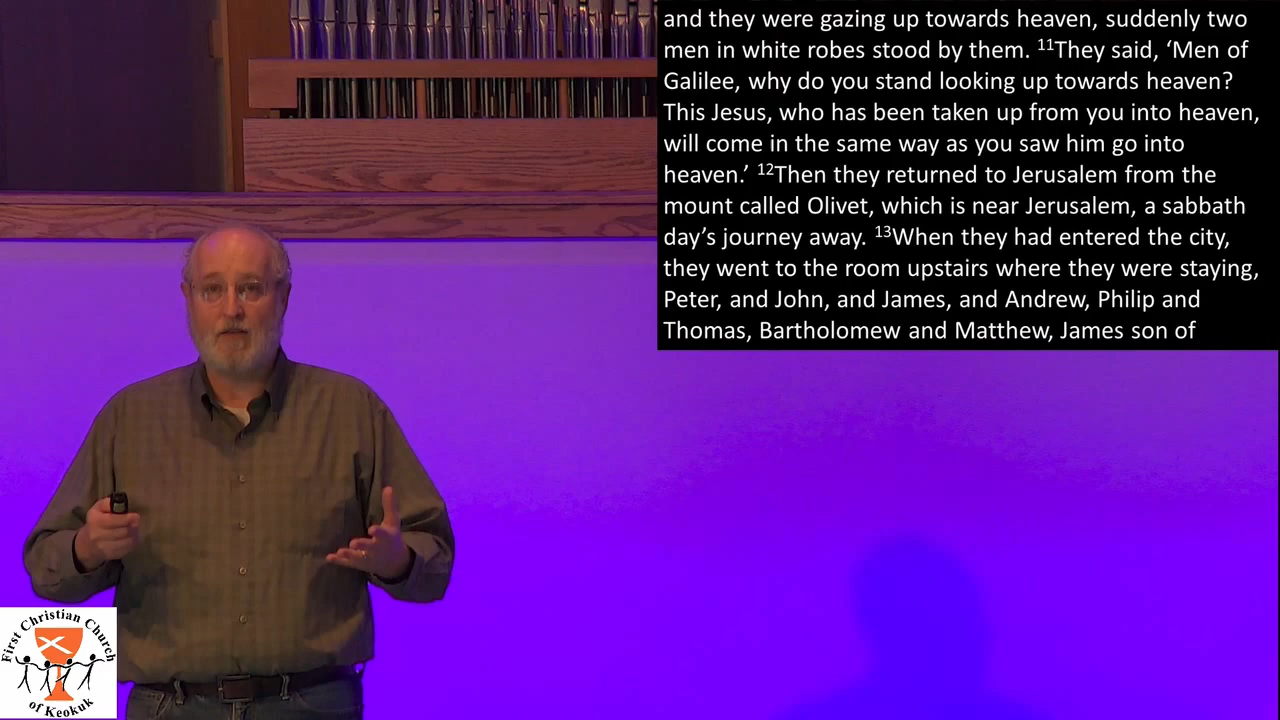 and they were gazing up towards heaven, suddenly two
men in white robes stood by them. ¹¹They said, ‘Men of
Galilee, why do you stand looking up towards heaven?
This Jesus, who has been taken up from you into heaven,
will come in the same way as you saw him go into
heaven.’ ¹²Then they returned to Jerusalem from the
mount called Olivet, which is near Jerusalem, a sabbath
day’s journey away. ¹³When they had entered the city,
they went to the room upstairs where they were staying,
Peter, and John, and James, and Andrew, Philip and
Thomas, Bartholomew and Matthew, James son of
First Christian Church
of Keokuk